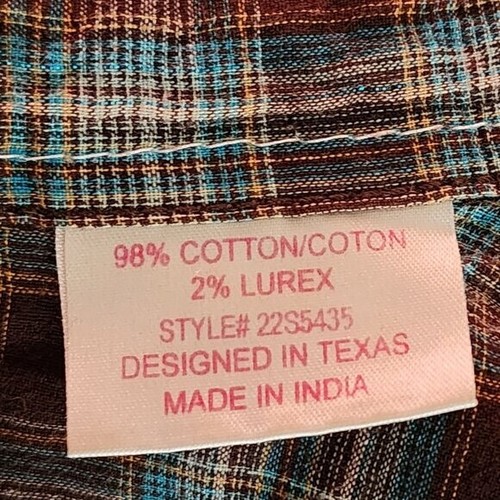 98% COTTON/COTON
2% LUREX
STYLE# 22S5435
DESIGNED IN TEXAS
MADE IN INDIA